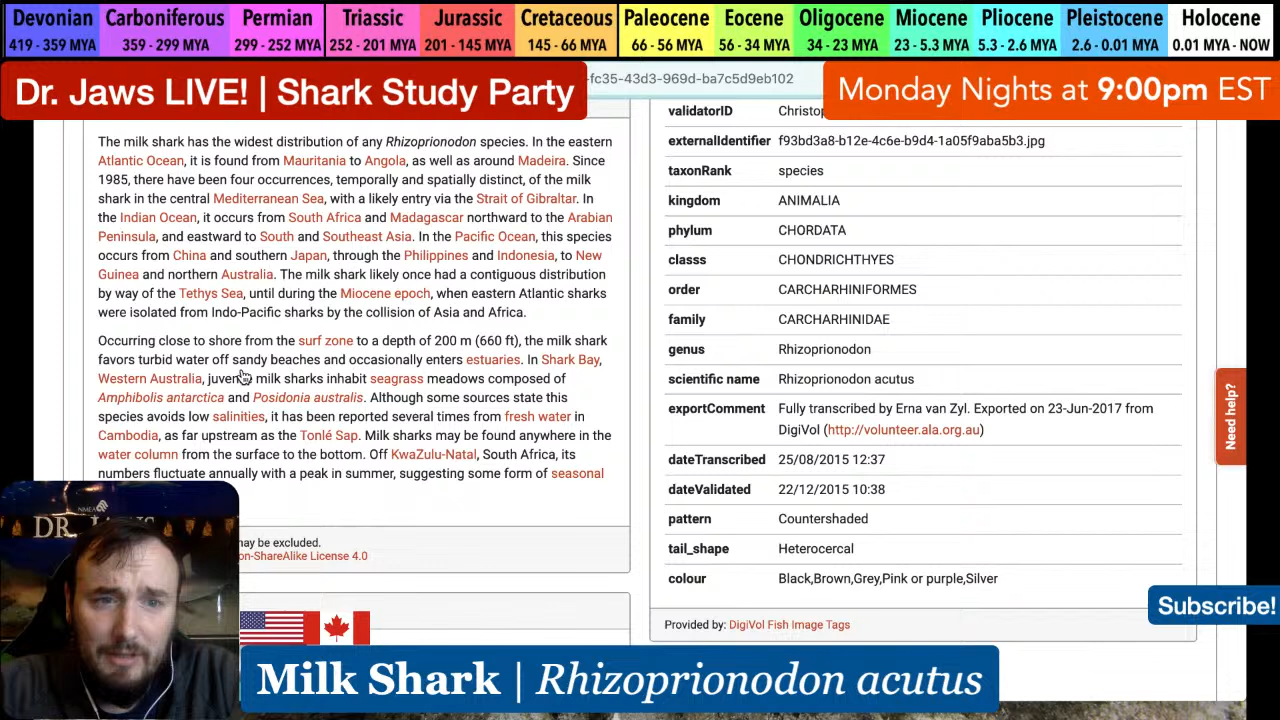 Devonian Carboniferous Permian Triassic Jurassic Cretaceous Paleocene Eocene Oligocene Miocene Pliocene Pleistocene Holocene
419 - 359 MYA 359 - 299 MYA 299 - 252 MYA 252 - 201 MYA 201 - 145 MYA 145 - 66 MYA 66 - 56 MYA 56 - 34 MYA 34 - 23 MYA 23 - 5.3 MYA 5.3 - 2.6 MYA 2.6 - 0.01 MYA 0.01 MYA - NOW
Dr. Jaws LIVE! | Shark Study Party
-fc35-43d3-969d-ba7c5d9eb102
Monday Nights at 9:00pm EST
The milk shark has the widest distribution of any Rhizoprionodon species. In the eastern
Atlantic Ocean, it is found from Mauritania to Angola, as well as around Madeira. Since
1985, there have been four occurrences, temporally and spatially distinct, of the milk
shark in the central Mediterranean Sea, with a likely entry via the Strait of Gibraltar. In
the Indian Ocean, it occurs from South Africa and Madagascar northward to the Arabian
Peninsula, and eastward to South and Southeast Asia. In the Pacific Ocean, this species
occurs from China and southern Japan, through the Philippines and Indonesia, to New
Guinea and northern Australia. The milk shark likely once had a contiguous distribution
by way of the Tethys Sea, until during the Miocene epoch, when eastern Atlantic sharks
were isolated from Indo-Pacific sharks by the collision of Asia and Africa.
Occurring close to shore from the surf zone to a depth of 200 m (660 ft), the milk shark
favors turbid water off sandy beaches and occasionally enters estuaries. In Shark Bay,
Western Australia, milk sharks inhabit seagrass meadows composed of
Amphibolis antarctica and Posidonia australis. Although some sources state this
species avoids low salinities, it has been reported several times from fresh water in
Cambodia, as far upstream as the Tonlé Sap. Milk sharks may be found anywhere in the
water column from the surface to the bottom. Off KwaZulu-Natal, South Africa, its
numbers fluctuate annually with a peak in summer, suggesting some form of seasonal
may be excluded.
on-ShareAlike License 4.0
validatorID Christop
externalIdentifier f93bd3a8-b12e-4c6e-b9d4-1a05f9aba5b3.jpg
taxonRank species
kingdom ANIMALIA
phylum CHORDATA
classs CHONDRICHTHYES
order CARCHARHINIFORMES
family CARCHARHINIDAE
genus Rhizoprionodon
scientific name Rhizoprionodon acutus
exportComment Fully transcribed by Erna van Zyl. Exported on 23-Jun-2017 from
DigiVol (http://volunteer.ala.org.au)
dateTranscribed 25/08/2015 12:37
dateValidated 22/12/2015 10:38
pattern Countershaded
tail_shape Heterocercal
colour Black,Brown,Grey,Pink or purple,Silver
Provided by: DigiVol Fish Image Tags
Need help?
Subscribe!
NMEA
DR. JAWS
Milk Shark | Rhizoprionodon acutus